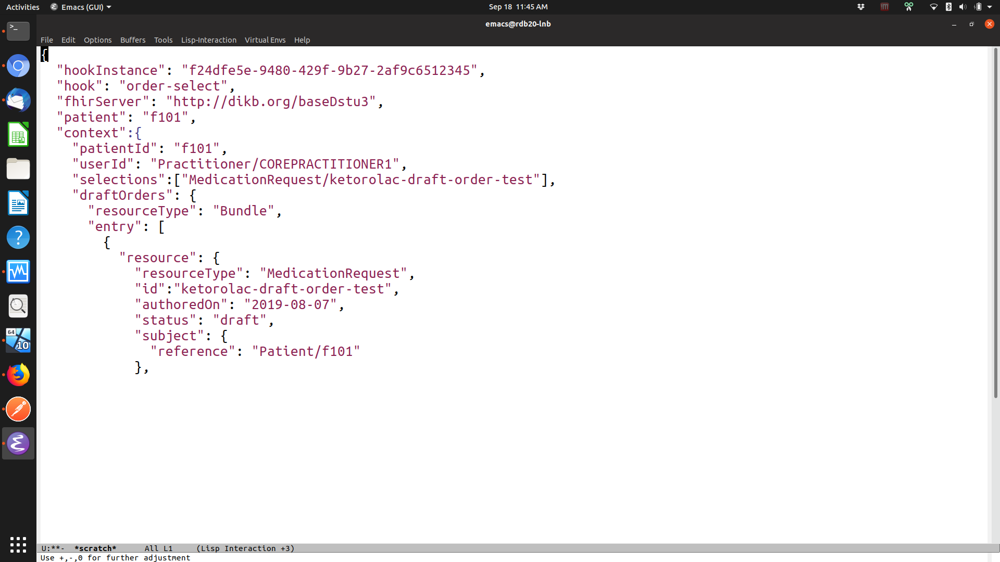 Activities
Emacs (GUI)
Sep 18 11:45 AM
emacs@rdb20-lnb
File Edit Options Buffers Tools Lisp-Interaction Virtual Envs Help
{
  "hookInstance": "f24dfe5e-9480-429f-9b27-2af9c6512345",
  "hook": "order-select",
  "fhirServer": "http://dikb.org/baseDstu3",
  "patient": "f101",
  "context":{
    "patientId": "f101",
    "userId": "Practitioner/COREPRACTITIONER1",
    "selections":["MedicationRequest/ketorolac-draft-order-test"],
    "draftOrders": {
      "resourceType": "Bundle",
      "entry": [
        {
          "resource": {
            "resourceType": "MedicationRequest",
            "id":"ketorolac-draft-order-test",
            "authoredOn": "2019-08-07",
            "status": "draft",
            "subject": {
              "reference": "Patient/f101"
            },
64
10
U:**- *scratch* All L1 (Lisp Interaction +3)
Use +,-,0 for further adjustment